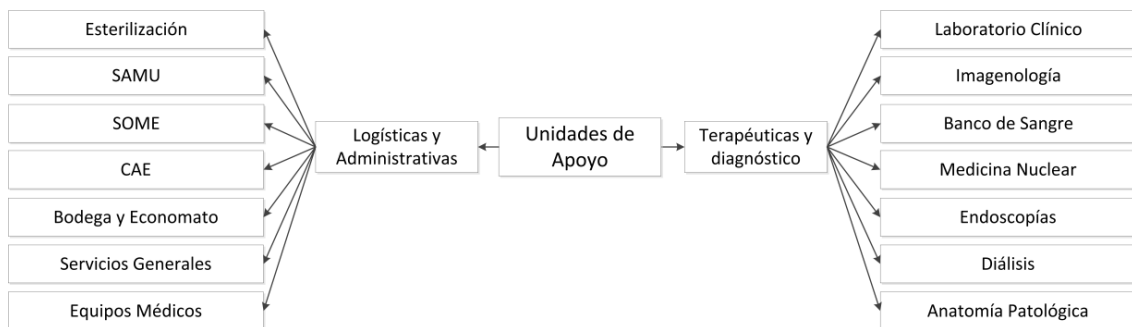 Esterilización
SAMU
SOME
CAE
Bodega y Economato
Servicios Generales
Equipos Médicos
Logísticas y
Administrativas
Unidades de
Apoyo
Terapéuticas y
diagnóstico
Laboratorio Clínico
Imagenología
Banco de Sangre
Medicina Nuclear
Endoscopías
Diálisis
Anatomía Patológica